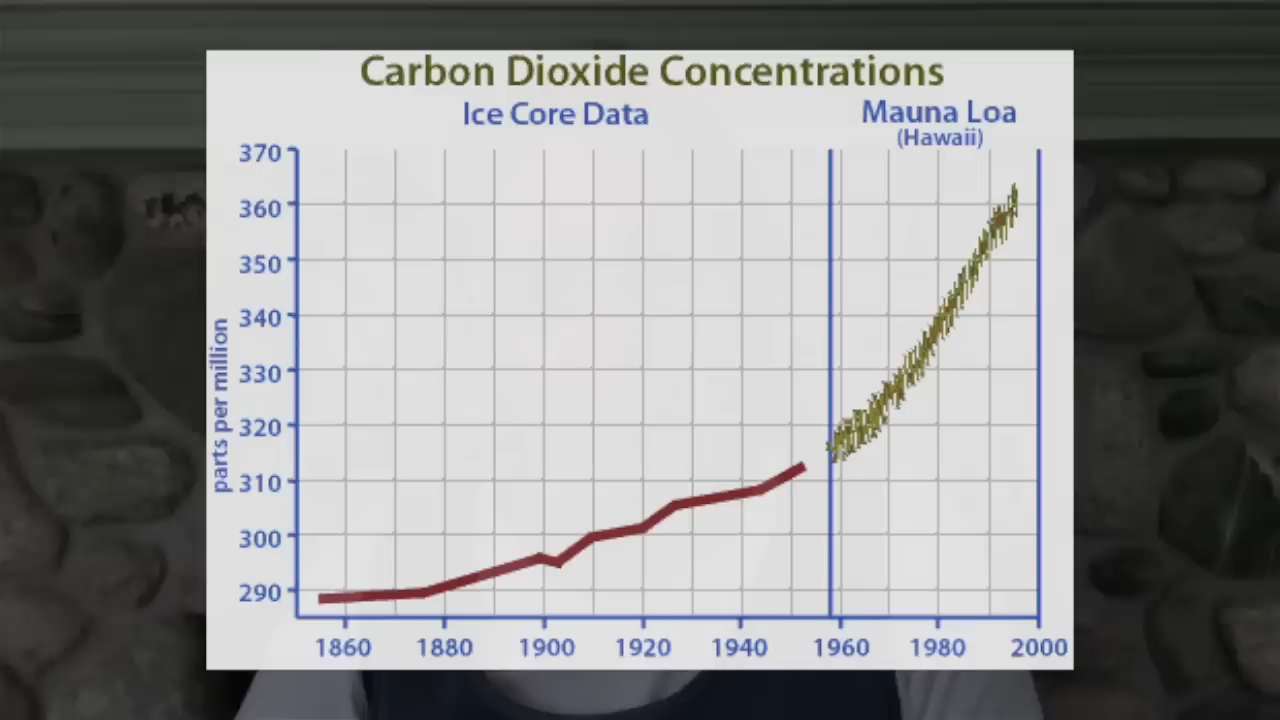 Carbon Dioxide Concentrations
Ice Core Data
Mauna Loa
(Hawaii)
parts per million
370
360
350
340
330
320
310
300
290
1860 1880 1900 1920 1940 1960 1980 2000